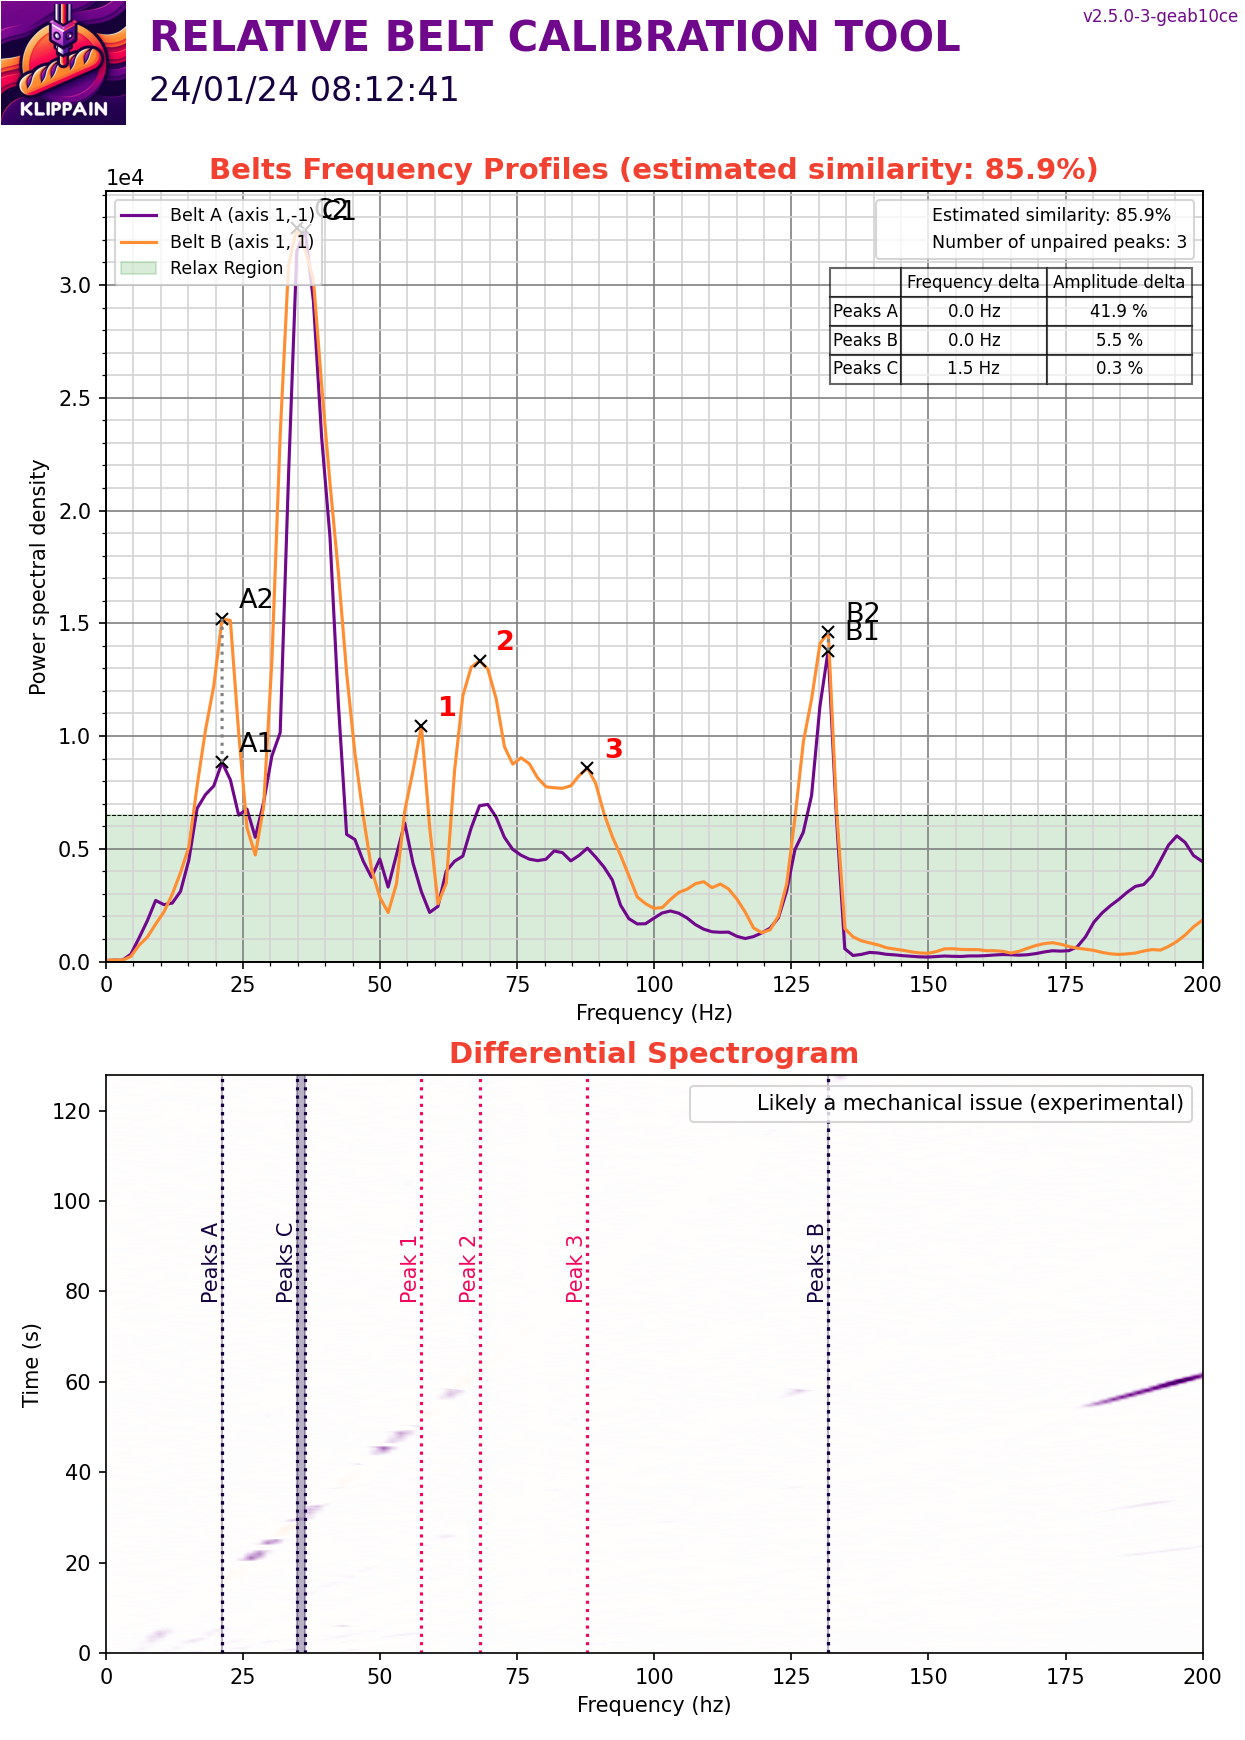 v2.5.0-3-geab10ce
RELATIVE BELT CALIBRATION TOOL
24/01/24 08:12:41
KLIPPAIN
Belts Frequency Profiles (estimated similarity: 85.9%)
1e4
Belt A (axis 1,-1)
Belt B (axis 1, 1)
Relax Region
C2
C1
Estimated similarity: 85.9%
Number of unpaired peaks: 3
Frequency delta Amplitude delta
Peaks A 0.0 Hz 41.9 %
Peaks B 0.0 Hz 5.5 %
Peaks C 1.5 Hz 0.3 %
3.0
2.5
2.0
1.5
1.0
0.5
0.0
Power spectral density
A2
A1
1
2
3
B2
B1
0 25 50 75 100 125 150 175 200
Frequency (Hz)
Differential Spectrogram
Likely a mechanical issue (experimental)
120
100
80
60
40
20
0
Time (s)
Peaks A
Peaks C
Peak 1
Peak 2
Peak 3
Peaks B
0 25 50 75 100 125 150 175 200
Frequency (hz)